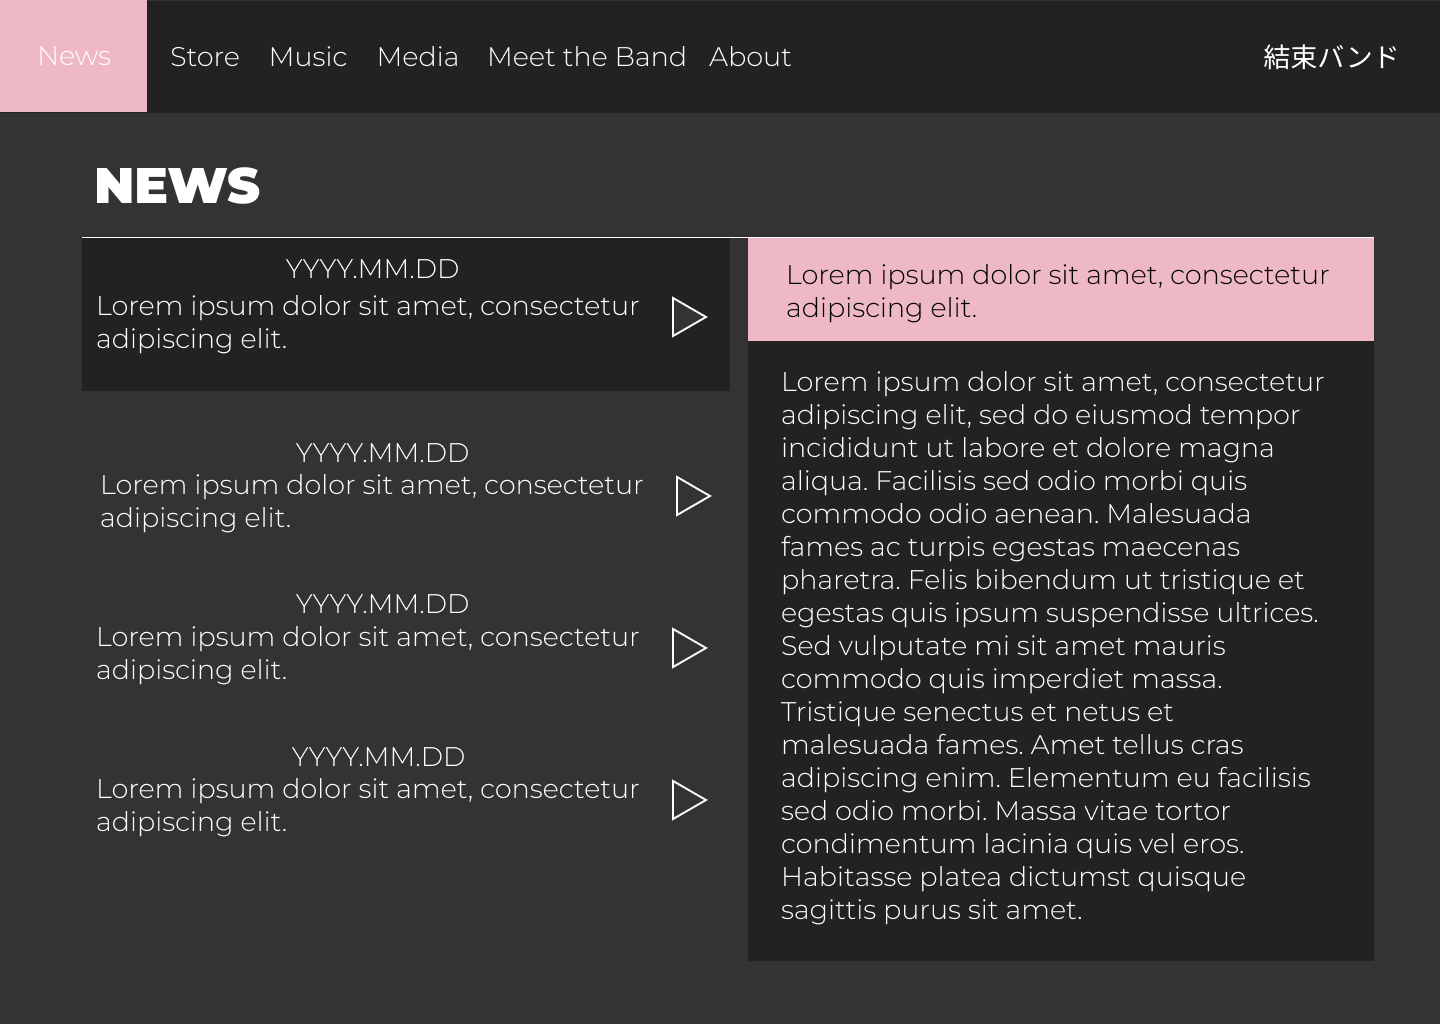 News Store Music Media Meet the Band About 結束バンド
NEWS
YYYY.MM.DD
Lorem ipsum dolor sit amet, consectetur
adipiscing elit.
YYYY.MM.DD
Lorem ipsum dolor sit amet, consectetur
adipiscing elit.
YYYY.MM.DD
Lorem ipsum dolor sit amet, consectetur
adipiscing elit.
YYYY.MM.DD
Lorem ipsum dolor sit amet, consectetur
adipiscing elit.
Lorem ipsum dolor sit amet, consectetur
adipiscing elit.
Lorem ipsum dolor sit amet, consectetur
adipiscing elit, sed do eiusmod tempor
incididunt ut labore et dolore magna
aliqua. Facilisis sed odio morbi quis
commodo odio aenean. Malesuada
fames ac turpis egestas maecenas
pharetra. Felis bibendum ut tristique et
egestas quis ipsum suspendisse ultrices.
Sed vulputate mi sit amet mauris
commodo quis imperdiet massa.
Tristique senectus et netus et
malesuada fames. Amet tellus cras
adipiscing enim. Elementum eu facilisis
sed odio morbi. Massa vitae tortor
condimentum lacinia quis vel eros.
Habitasse platea dictumst quisque
sagittis purus sit amet.